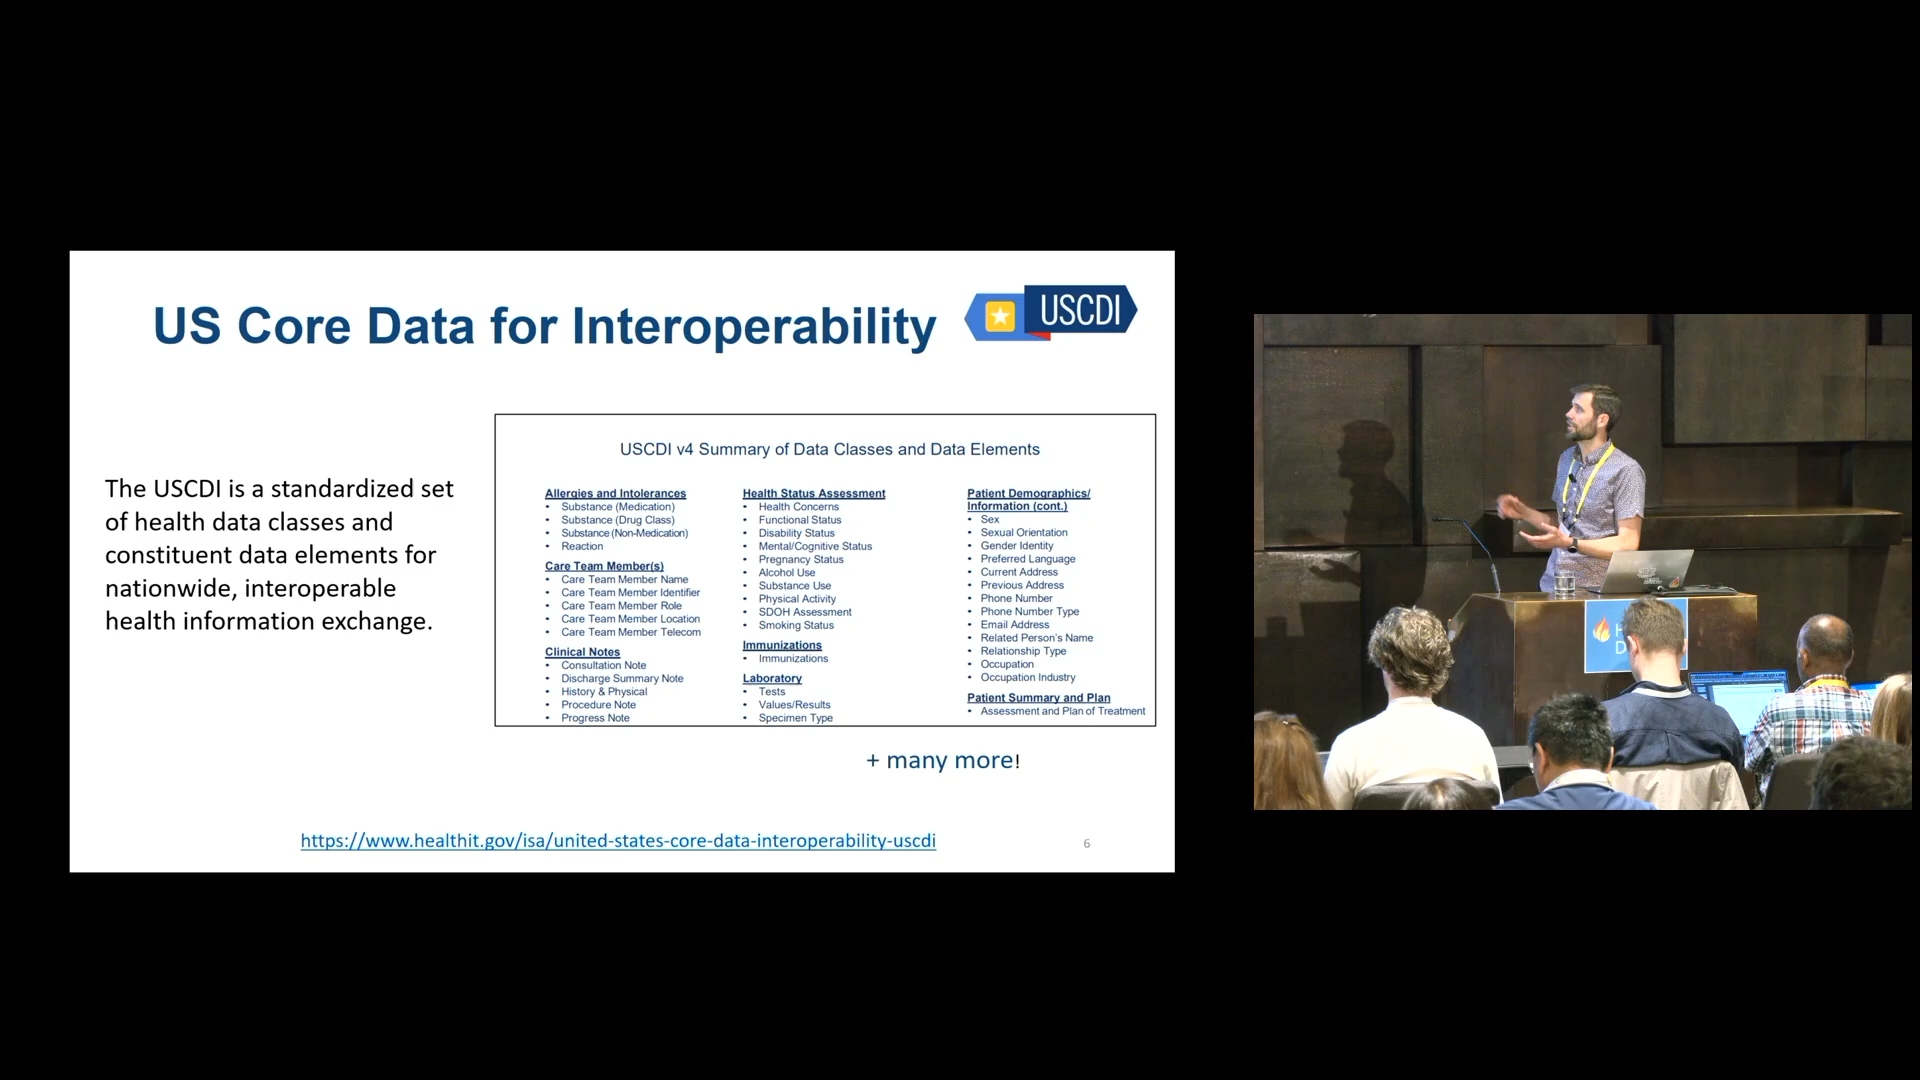 US Core Data for Interoperability
USCDI
The USCDI is a standardized set
of health data classes and
constituent data elements for
nationwide, interoperable
health information exchange.
USCDI v4 Summary of Data Classes and Data Elements
Allergies and Intolerances
• Substance (Medication)
• Substance (Drug Class)
• Substance (Non-Medication)
• Reaction
Care Team Member(s)
• Care Team Member Name
• Care Team Member Identifier
• Care Team Member Role
• Care Team Member Location
• Care Team Member Telecom
Clinical Notes
• Consultation Note
• Discharge Summary Note
• History & Physical
• Procedure Note
• Progress Note
Health Status Assessment
• Health Concerns
• Functional Status
• Disability Status
• Mental/Cognitive Status
• Pregnancy Status
• Alcohol Use
• Substance Use
• Physical Activity
• SDOH Assessment
• Smoking Status
Immunizations
• Immunizations
Laboratory
• Tests
• Values/Results
• Specimen Type
Patient Demographics/
Information (cont.)
• Sex
• Sexual Orientation
• Gender Identity
• Preferred Language
• Current Address
• Previous Address
• Phone Number
• Phone Number Type
• Email Address
• Related Person's Name
• Relationship Type
• Occupation
• Occupation Industry
Patient Summary and Plan
• Assessment and Plan of Treatment
+ many more!
https://www.healthit.gov/isa/united-states-core-data-interoperability-uscdi
6